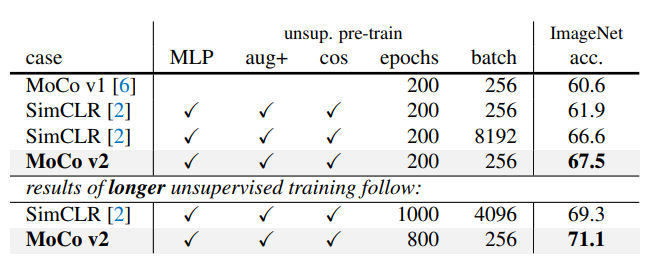 unsup. pre-train ImageNet
case MLP aug+ cos epochs batch acc.
MoCo v1 [6] 200 256 60.6
SimCLR [2] ✓ ✓ ✓ 200 256 61.9
SimCLR [2] ✓ ✓ ✓ 200 8192 66.6
MoCo v2 ✓ ✓ ✓ 200 256 67.5
results of longer unsupervised training follow:
SimCLR [2] ✓ ✓ ✓ 1000 4096 69.3
MoCo v2 ✓ ✓ ✓ 800 256 71.1